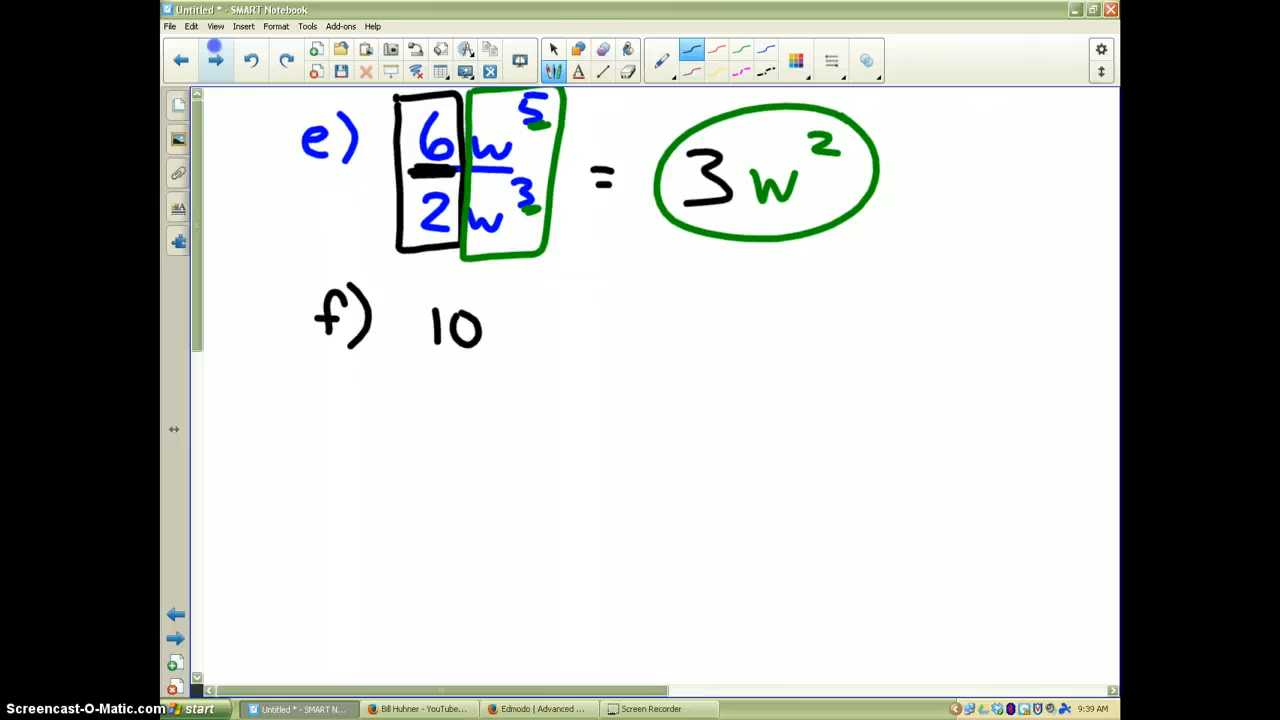 Untitled * - SMART Notebook
File Edit View Insert Format Tools Add-ons Help
e) 6w^5 / 2w^3 = 3w^2
f) 10
Screencast-O-Matic.com
start
Untitled * - SMART N...
Bill Huhner - YouTube...
Edmodo | Advanced ...
Screen Recorder
9:39 AM